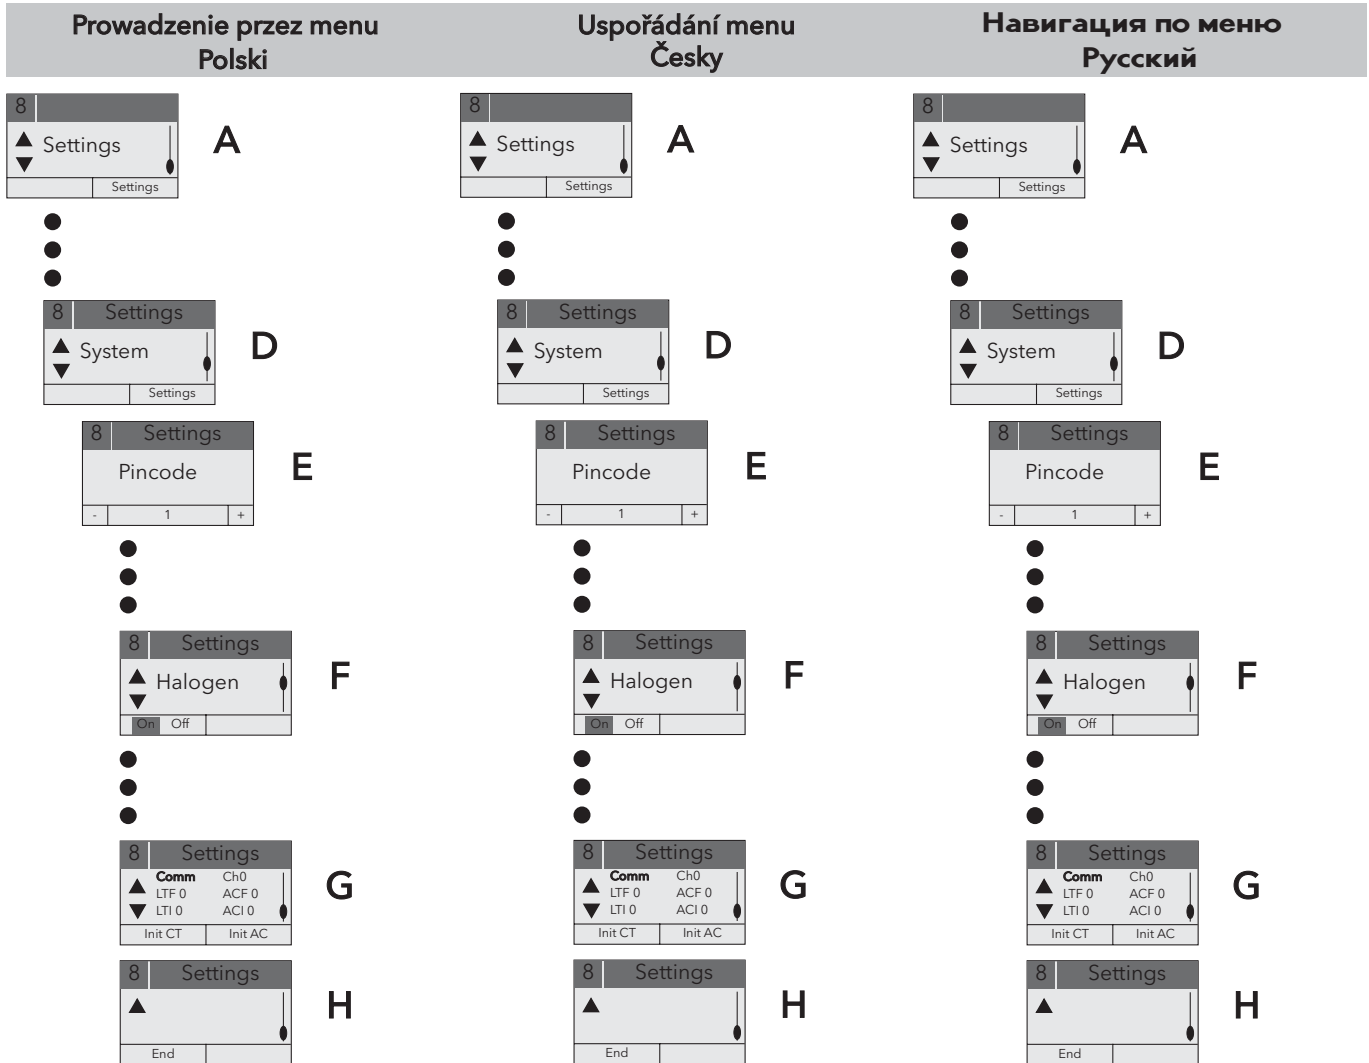 Prowadzenie przez menu
Polski
8
Settings
A
Settings
8 Settings
System
D
Settings
8 Settings
Pincode
E
- 1 +
8 Settings
Halogen
F
On Off
8 Settings
Comm Ch0
LTF 0 ACF 0
G
LTI 0 ACI 0
Init CT Init AC
8 Settings
H
End
Uspořádání menu
Česky
8
Settings
A
Settings
8 Settings
System
D
Settings
8 Settings
Pincode
E
- 1 +
8 Settings
Halogen
F
On Off
8 Settings
Comm Ch0
LTF 0 ACF 0
G
LTI 0 ACI 0
Init CT Init AC
8 Settings
H
End
Навигация по меню
Русский
8
Settings
A
Settings
8 Settings
System
D
Settings
8 Settings
Pincode
E
- 1 +
8 Settings
Halogen
F
On Off
8 Settings
Comm Ch0
LTF 0 ACF 0
G
LTI 0 ACI 0
Init CT Init AC
8 Settings
H
End